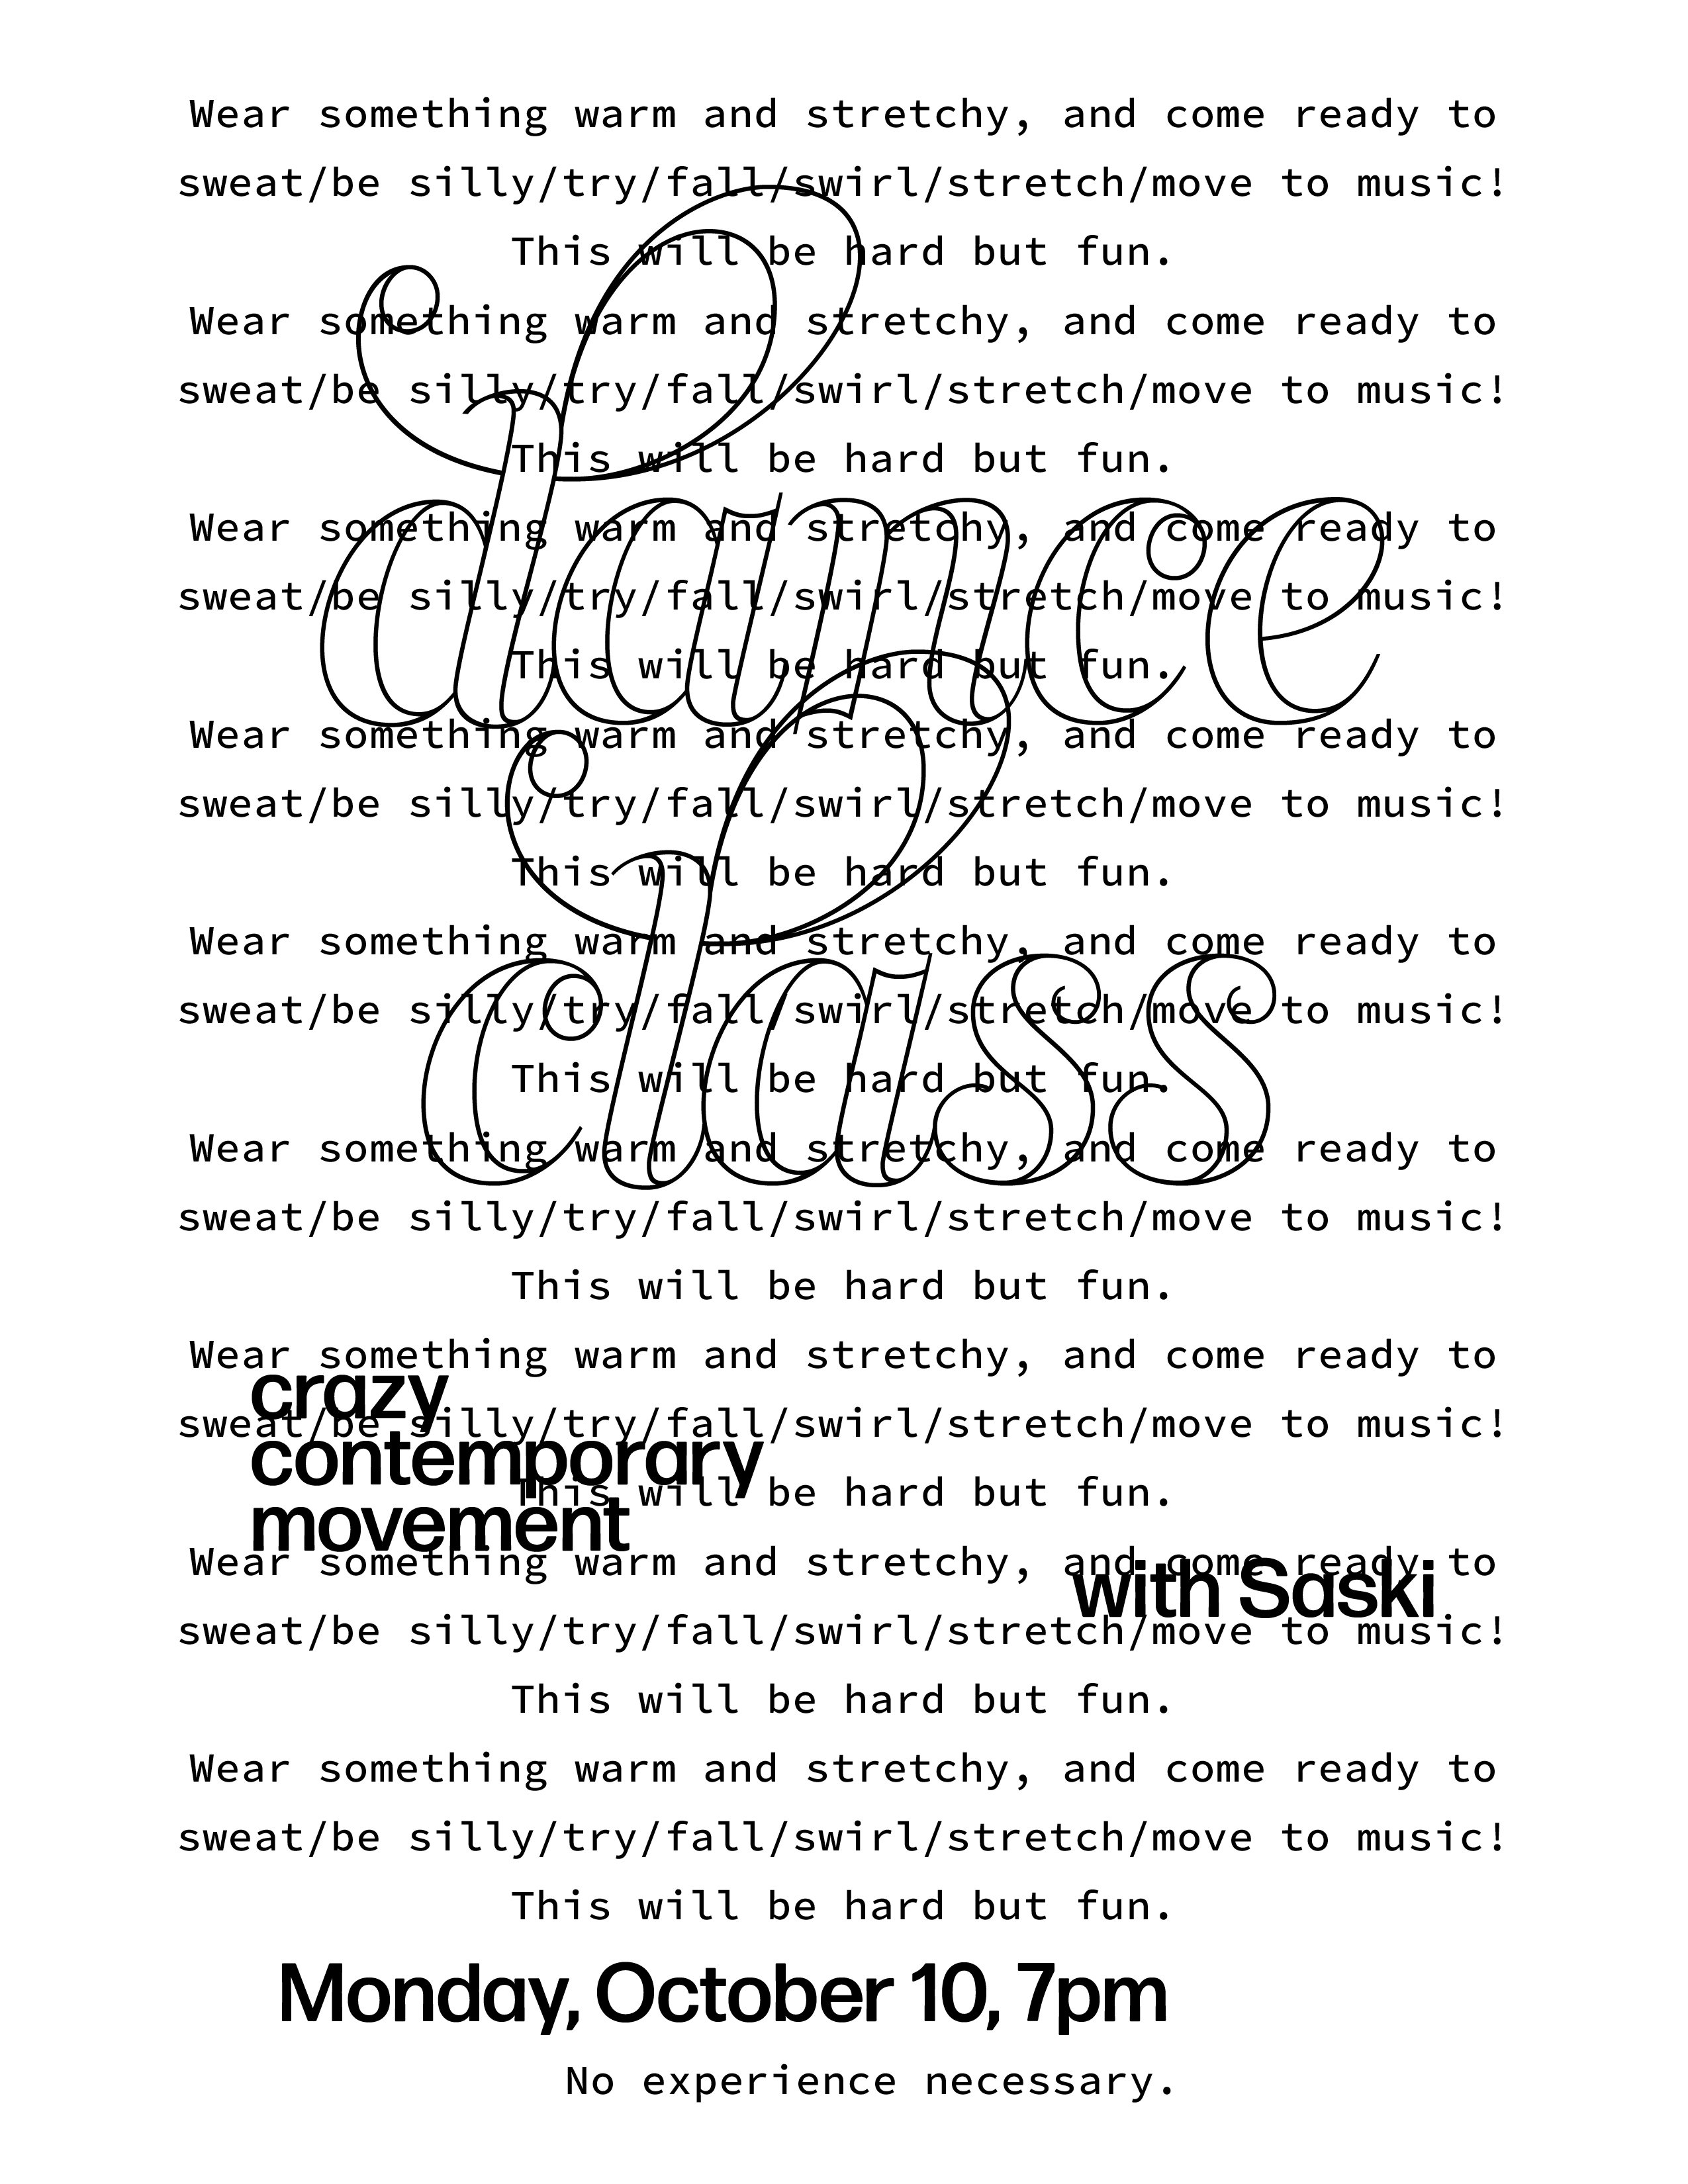 Wear something warm and stretchy, and come ready to
sweat/be silly/try/fall/swirl/stretch/move to music!
This will be hard but fun.
Wear something warm and stretchy, and come ready to
sweat/be silly/try/fall/swirl/stretch/move to music!
This will be hard but fun.
dance
Wear something warm and stretchy, and come ready to
sweat/be silly/try/fall/swirl/stretch/move to music!
This will be hard but fun.
Wear something warm and stretchy, and come ready to
sweat/be silly/try/fall/swirl/stretch/move to music!
This will be hard but fun.
class
Wear something warm and stretchy, and come ready to
sweat/be silly/try/fall/swirl/stretch/move to music!
This will be hard but fun.
Wear something warm and stretchy, and come ready to
sweat/be silly/try/fall/swirl/stretch/move to music!
This will be hard but fun.
Wear something warm and stretchy, and come ready to
crazy
sweat/be silly/try/fall/swirl/stretch/move to music!
contemporary
This will be hard but fun.
movement
Wear something warm and stretchy, and come ready to
with Saski
sweat/be silly/try/fall/swirl/stretch/move to music!
This will be hard but fun.
Wear something warm and stretchy, and come ready to
sweat/be silly/try/fall/swirl/stretch/move to music!
This will be hard but fun.
Monday, October 10, 7pm
No experience necessary.